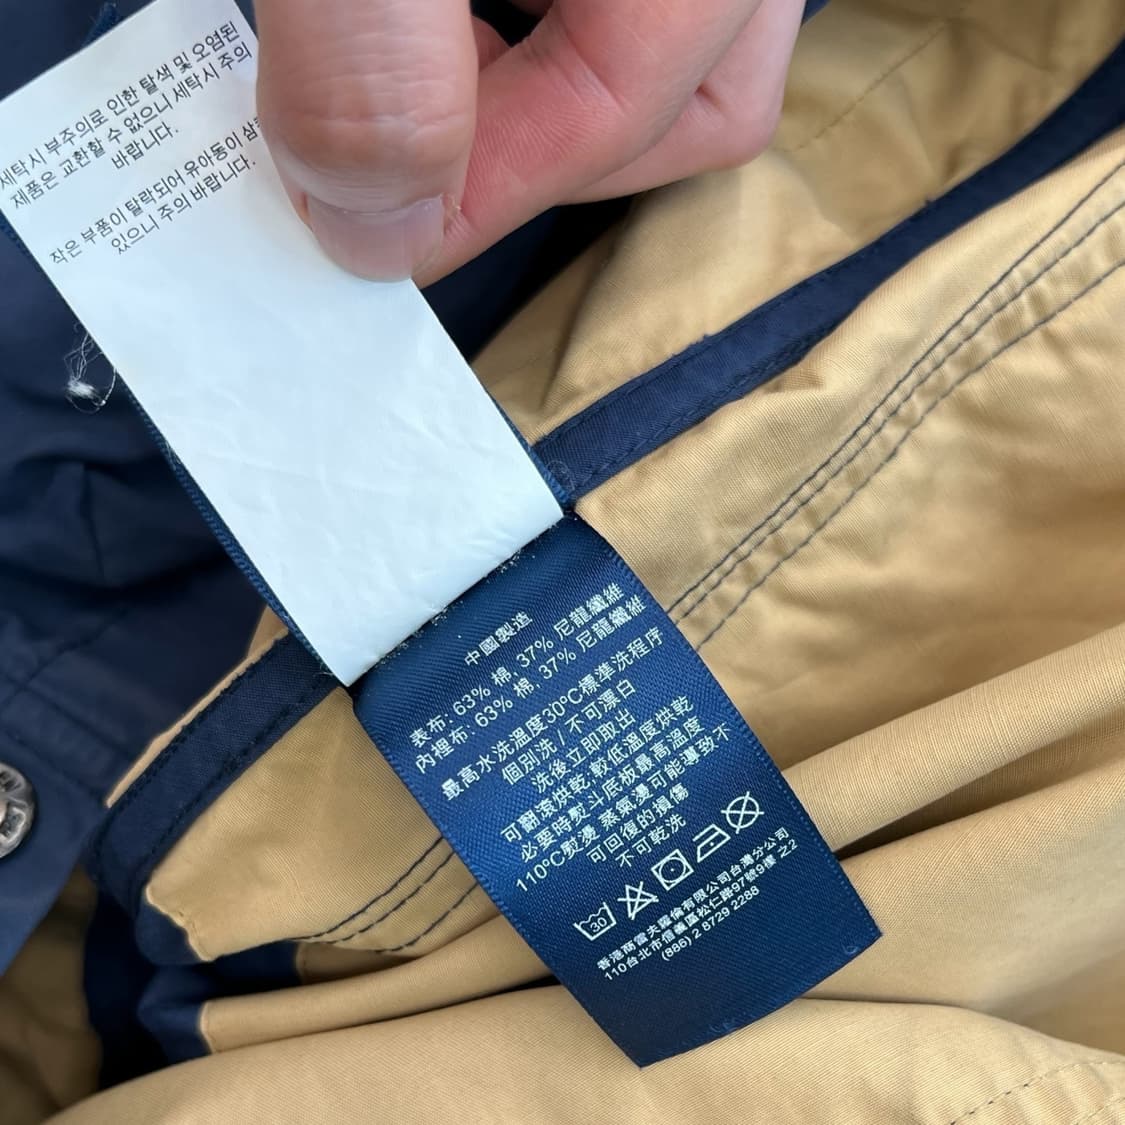 세탁시 부주의로 인한 탈색 및 오염된
제품은 교환할 수 없으니 세탁시 주의
바랍니다.
작은 부품이 탈락되어 유아동이 삼
있으니 주의 바랍니다.
中國製造
表布: 63% 棉, 37% 尼龍纖維
內裡布: 63% 棉, 37% 尼龍纖維
最高水洗溫度30ºC標準洗程序
個別洗 / 不可漂白
洗後立即取出
可翻滾烘乾,較低溫度烘乾
必要時熨斗底板最高溫度
110ºC熨燙 蒸氣燙可能導致不
可回復的損傷
不可乾洗
30
香港商雷夫羅倫有限公司台灣分公司
110台北市信義區松仁路97號9樓 之2
(886) 2 8729 2288